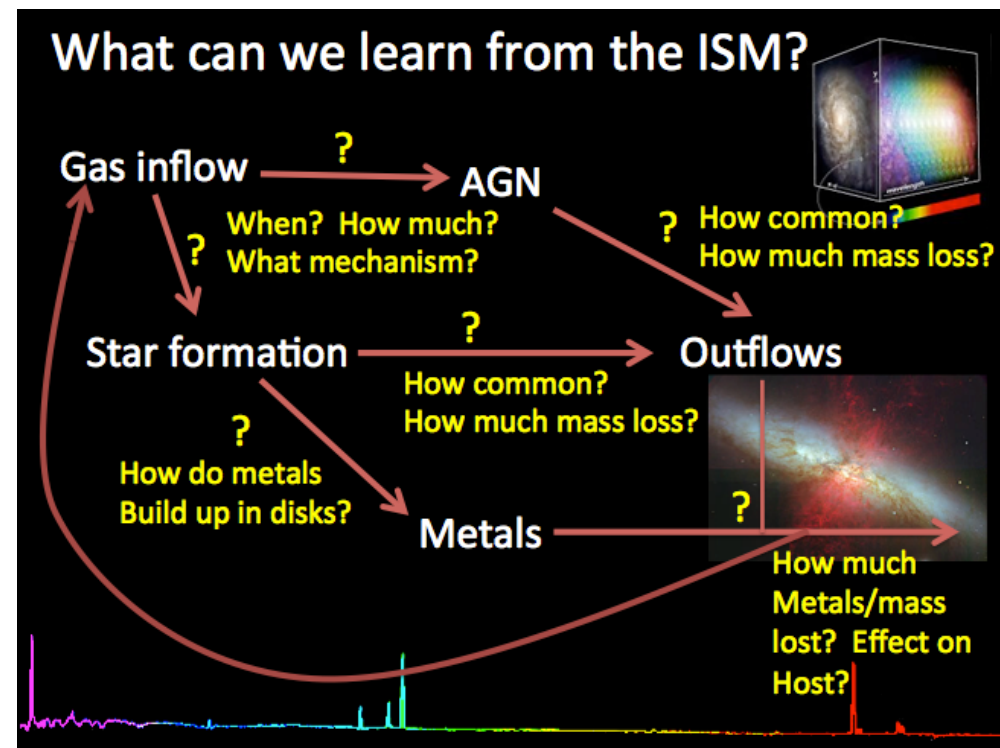 What can we learn from the ISM?
Gas inflow
?
AGN
When? How much?
What mechanism?
?
? How common?
How much mass loss?
wavelength
Star formation
?
Outflows
How common?
How much mass loss?
?
How do metals
Build up in disks?
Metals
?
How much
Metals/mass
lost? Effect on
Host?